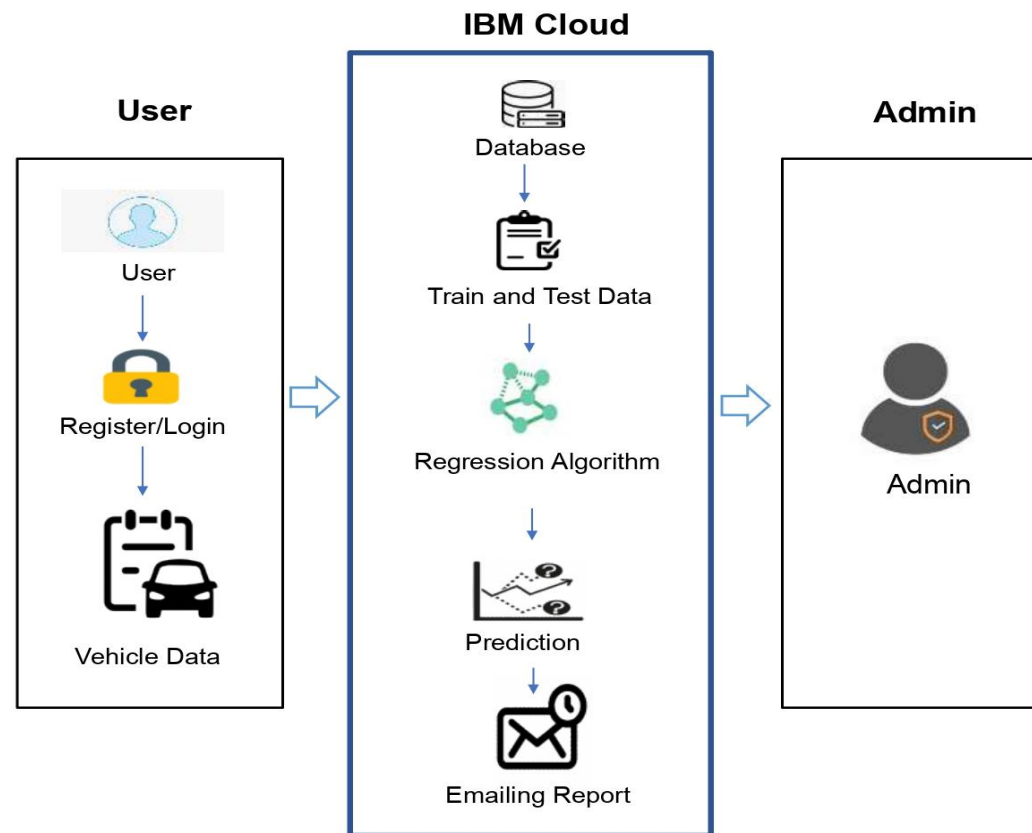 IBM Cloud
User
Admin
User
Register/Login
Vehicle Data
Database
Train and Test Data
Regression Algorithm
?
?
Prediction
Emailing Report
Admin